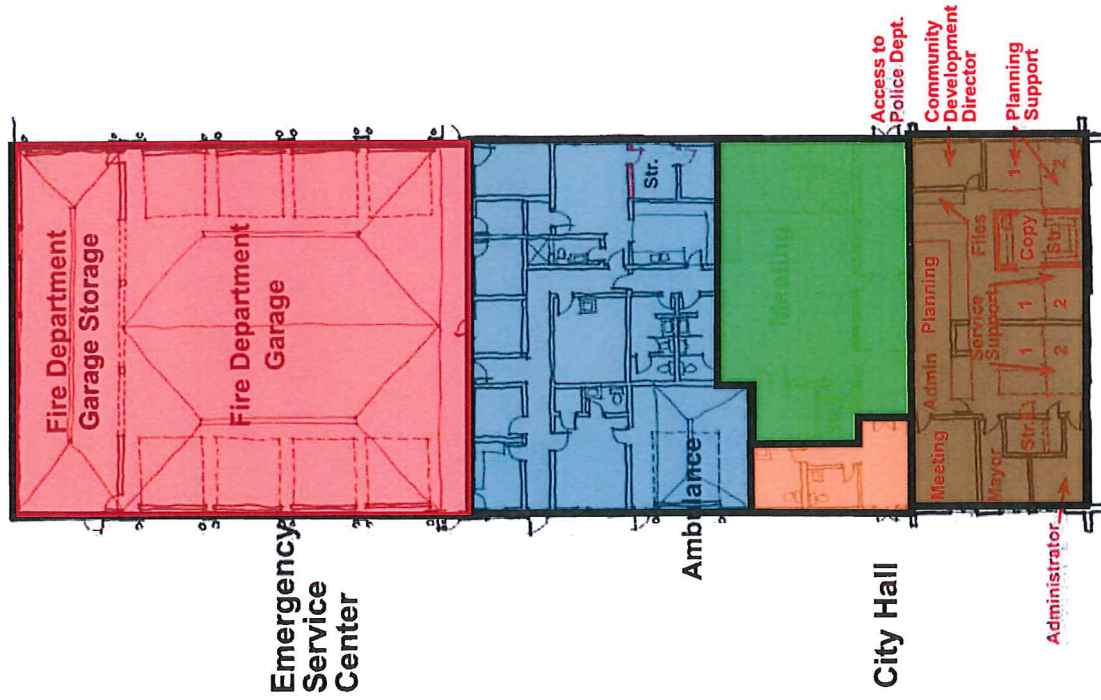 Fire Department
Garage Storage
Fire Department
Garage
Emergency
Service
Center
Str.
Ambulance
Meeting
City Hall
Access to
Police Dept.
Community
Development
Director
Planning
Support
Meeting
Admin
Planning
Files
Service
Support
Mayor
Str.
Copy
Str.
1
2
1
2
1
2
Administrator